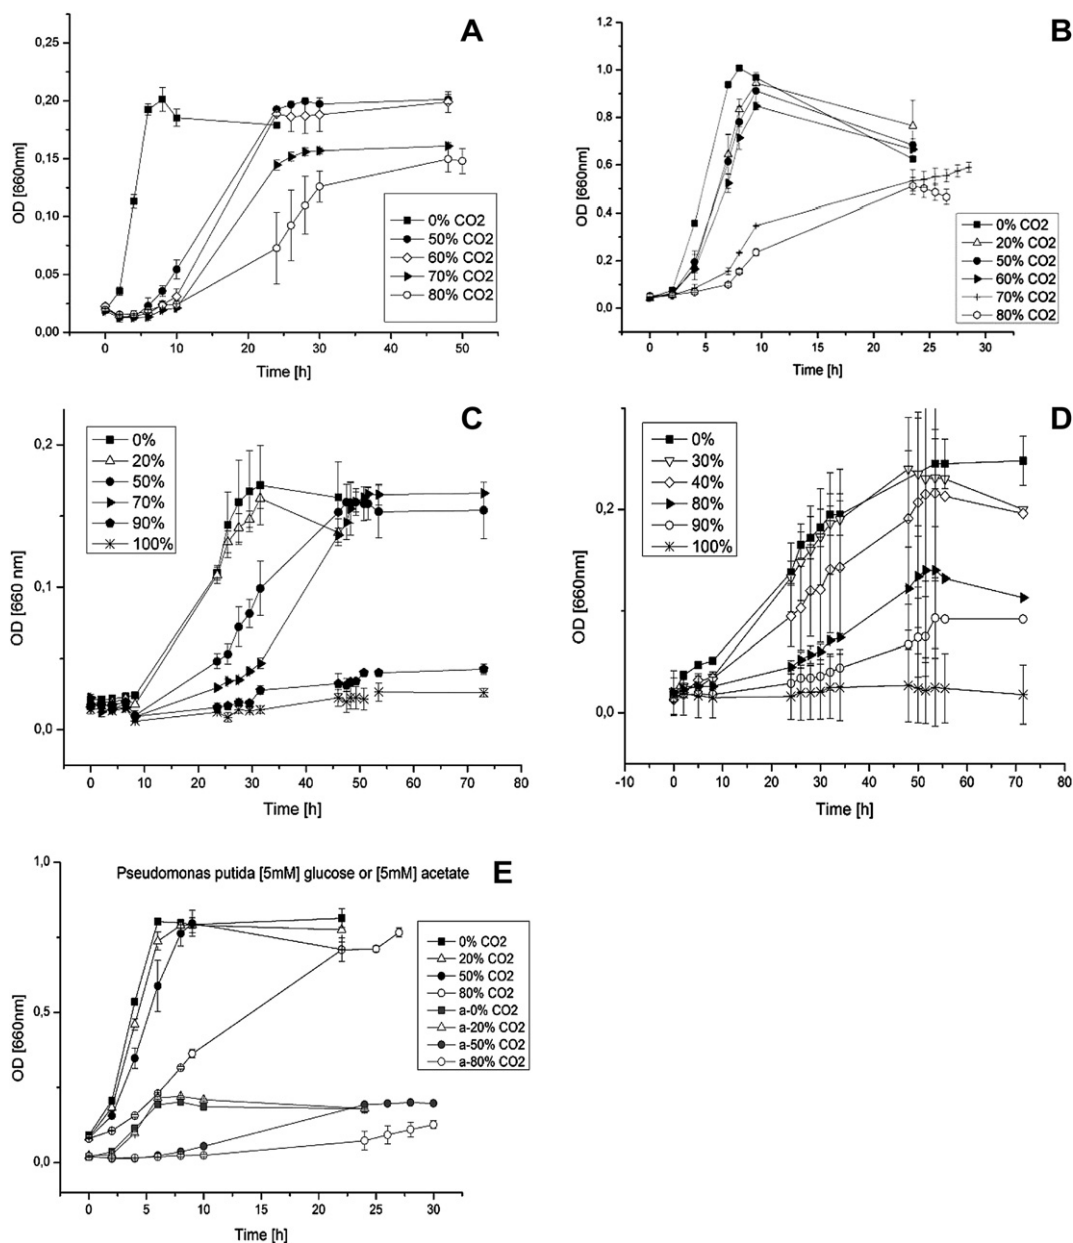 A
0,25
0,20
0,15
0,10
0,05
0,00
OD [660nm]
0% CO2
50% CO2
60% CO2
70% CO2
80% CO2
0 10 20 30 40 50
Time [h]
B
1,2
1,0
0,8
0,6
0,4
0,2
0,0
OD [660nm]
0% CO2
20% CO2
50% CO2
60% CO2
70% CO2
80% CO2
0 5 10 15 20 25 30
Time [h]
C
0,2
0,1
0,0
OD [660 nm]
0%
20%
50%
70%
90%
100%
0 10 20 30 40 50 60 70 80
Time [h]
D
0,2
0,0
OD [660nm]
0%
30%
40%
80%
90%
100%
-10 0 10 20 30 40 50 60 70 80
Time [h]
Pseudomonas putida [5mM] glucose or [5mM] acetate
E
1,0
0,5
0,0
OD [660nm]
0% CO2
20% CO2
50% CO2
80% CO2
a-0% CO2
a-20% CO2
a-50% CO2
a-80% CO2
0 5 10 15 20 25 30
Time [h]